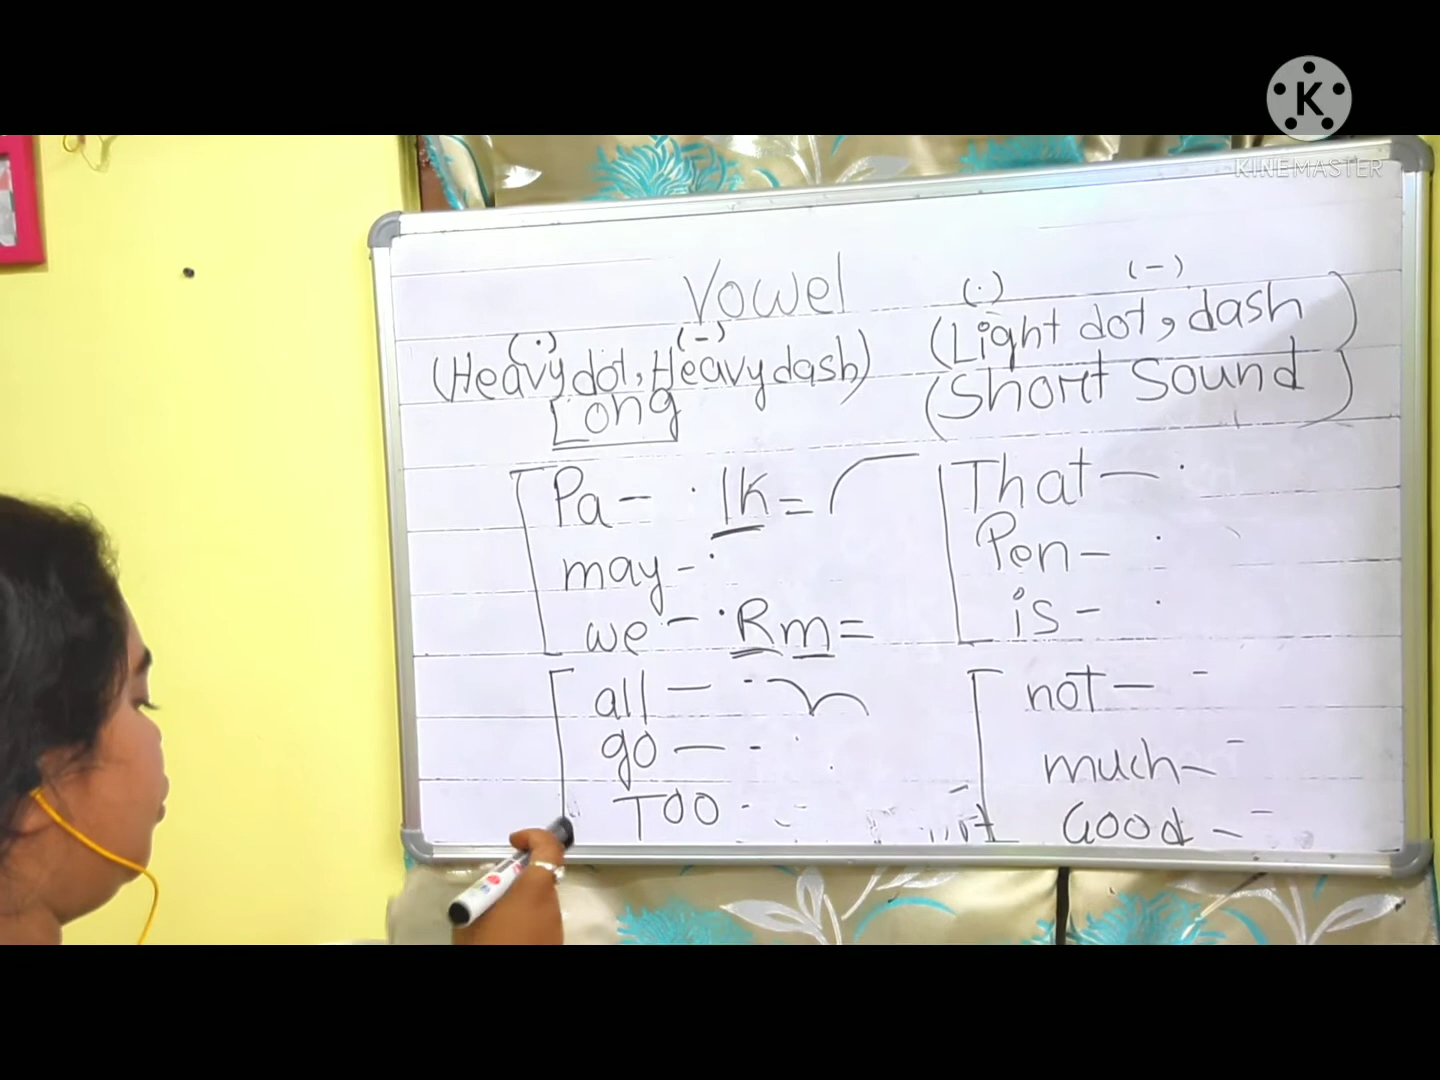 K
KINEMASTER
Vowel
(·) (-)
(Heavy dot, Heavy dash)
Long
(·) (-)
(Light dot, dash)
(Short Sound)
Pa — · lK =
may - ·
we — · Rm =
all — -
go — -
Too -
That — ·
Pen — ·
is — ·
not — -
much - -
Good - -